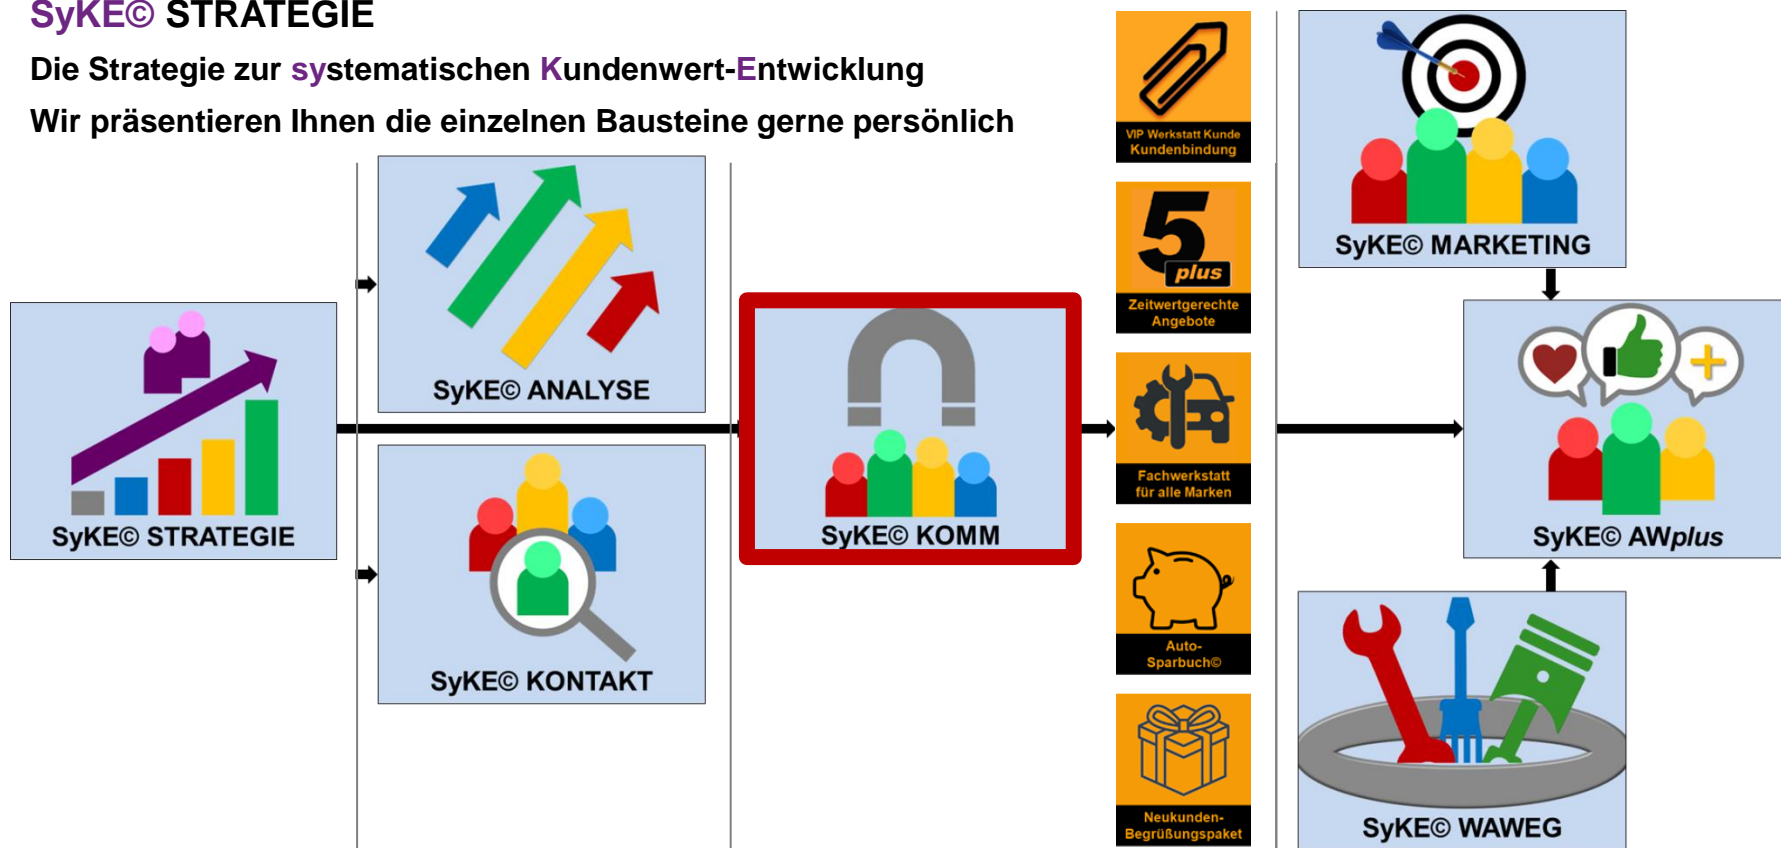 SyKE© STRATEGIE
Die Strategie zur systematischen Kundenwert-Entwicklung
Wir präsentieren Ihnen die einzelnen Bausteine gerne persönlich
SyKE© STRATEGIE
SyKE© ANALYSE
SyKE© KONTAKT
SyKE© KOMM
VIP Werkstatt Kunde
Kundenbindung
5
plus
Zeitwertgerechte
Angebote
Fachwerkstatt
für alle Marken
Auto-
Sparbuch©
Neukunden-
Begrüßungspaket
SyKE© MARKETING
SyKE© AWplus
SyKE© WAWEG